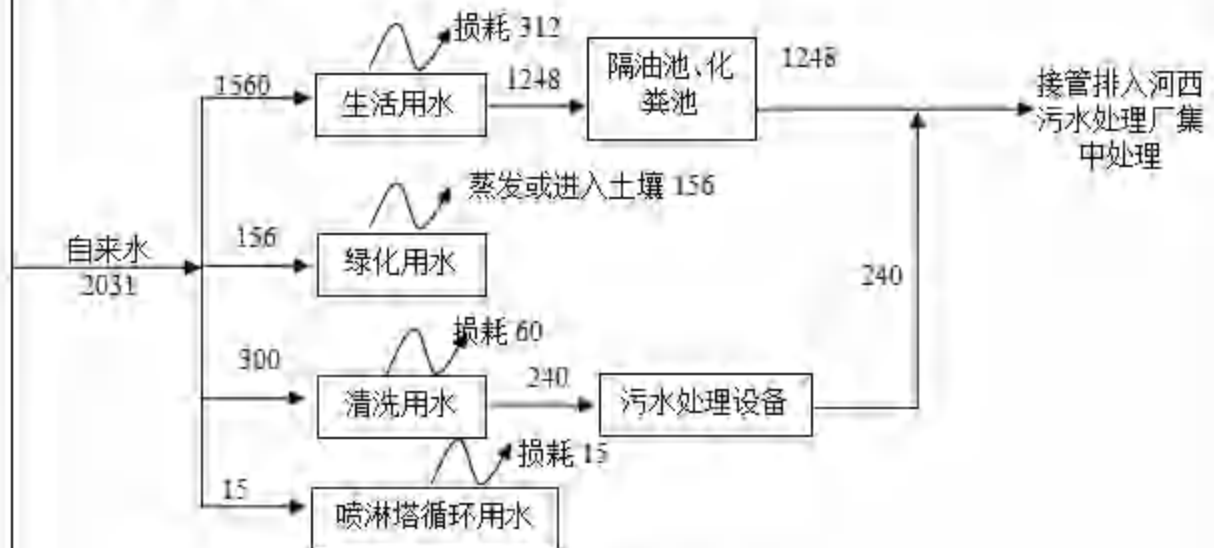 损耗 312
1560
生活用水
1248
隔油池、化
粪池
1248
接管排入河西
污水处理厂集
中处理
蒸发或进入土壤 156
自来水
2031
156
绿化用水
240
损耗 60
300
清洗用水
240
污水处理设备
损耗 15
15
喷淋塔循环用水